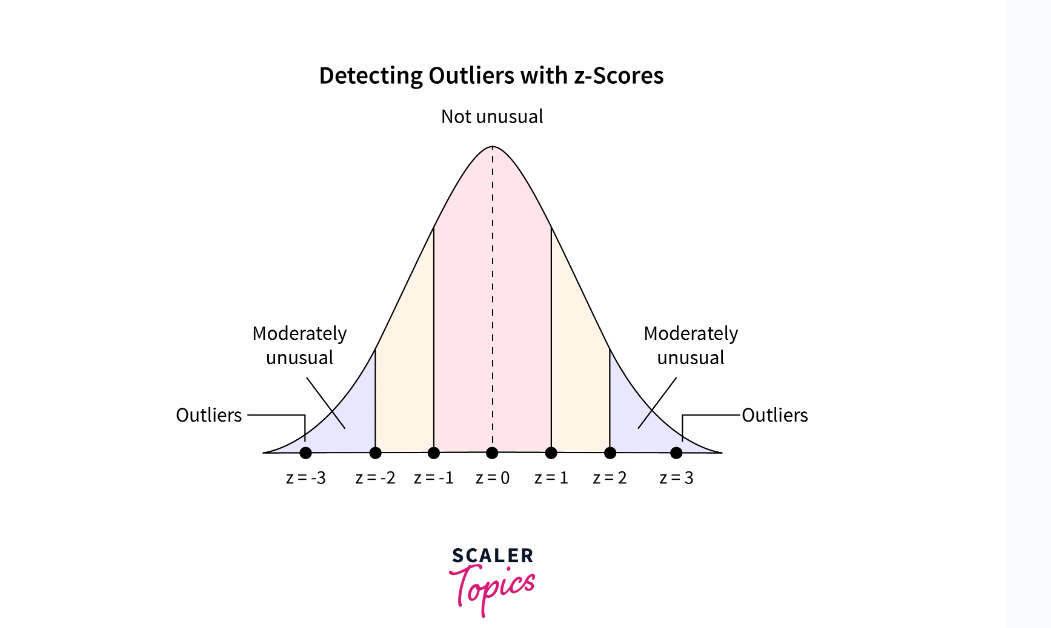 Detecting Outliers with z-Scores
Not unusual
Moderately
unusual
Moderately
unusual
Outliers
Outliers
z = -3
z = -2
z = -1
z = 0
z = 1
z = 2
z = 3
SCALER
Topics